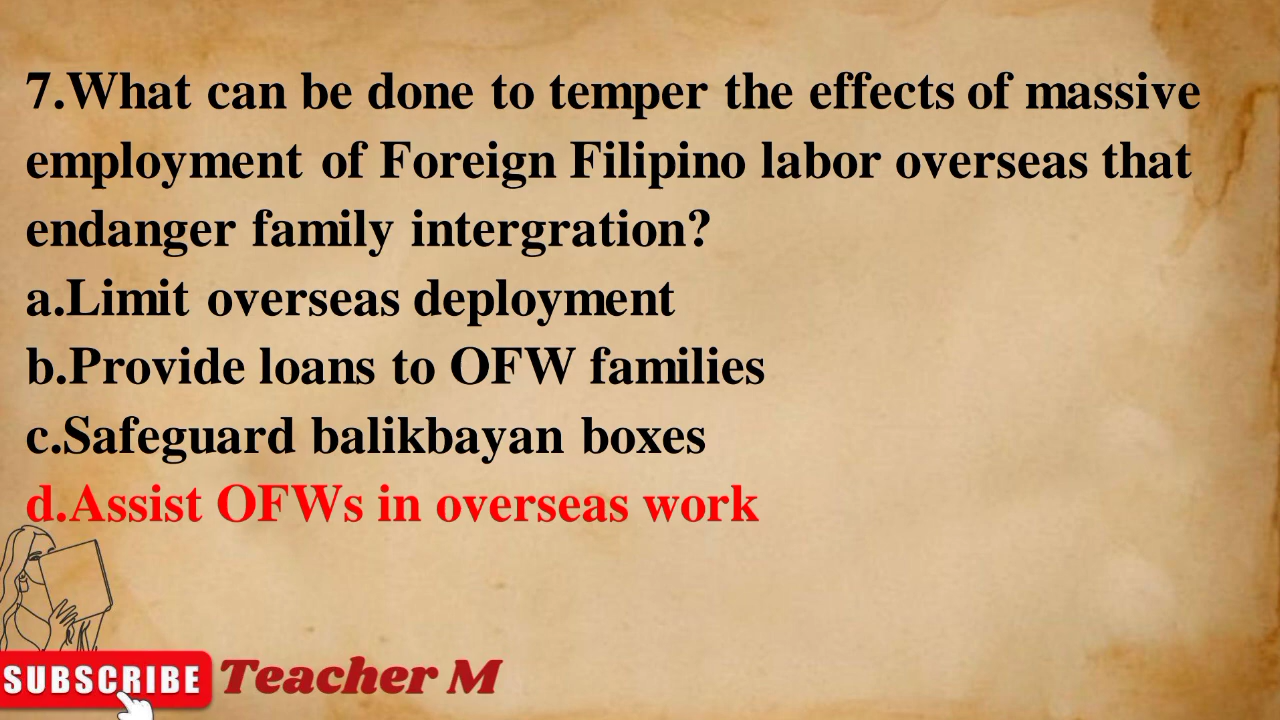 7.What can be done to temper the effects of massive
employment of Foreign Filipino labor overseas that
endanger family intergration?
a.Limit overseas deployment
b.Provide loans to OFW families
c.Safeguard balikbayan boxes
d.Assist OFWs in overseas work
SUBSCRIBE Teacher M